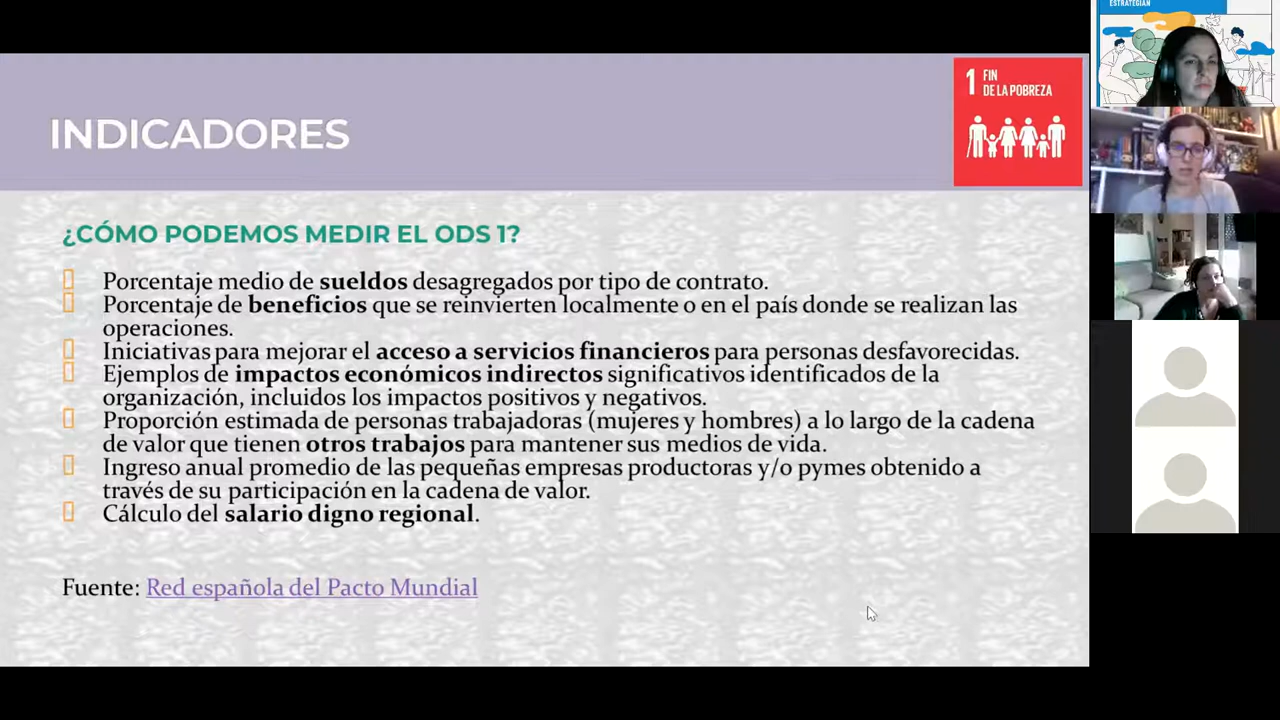 ESTRATEGIAN
1 FIN
DE LA POBREZA
INDICADORES
¿CÓMO PODEMOS MEDIR EL ODS 1?
Porcentaje medio de sueldos desagregados por tipo de contrato.
Porcentaje de beneficios que se reinvierten localmente o en el país donde se realizan las
operaciones.
Iniciativas para mejorar el acceso a servicios financieros para personas desfavorecidas.
Ejemplos de impactos económicos indirectos significativos identificados de la
organización, incluidos los impactos positivos y negativos.
Proporción estimada de personas trabajadoras (mujeres y hombres) a lo largo de la cadena
de valor que tienen otros trabajos para mantener sus medios de vida.
Ingreso anual promedio de las pequeñas empresas productoras y/o pymes obtenido a
través de su participación en la cadena de valor.
Cálculo del salario digno regional.
Fuente: Red española del Pacto Mundial